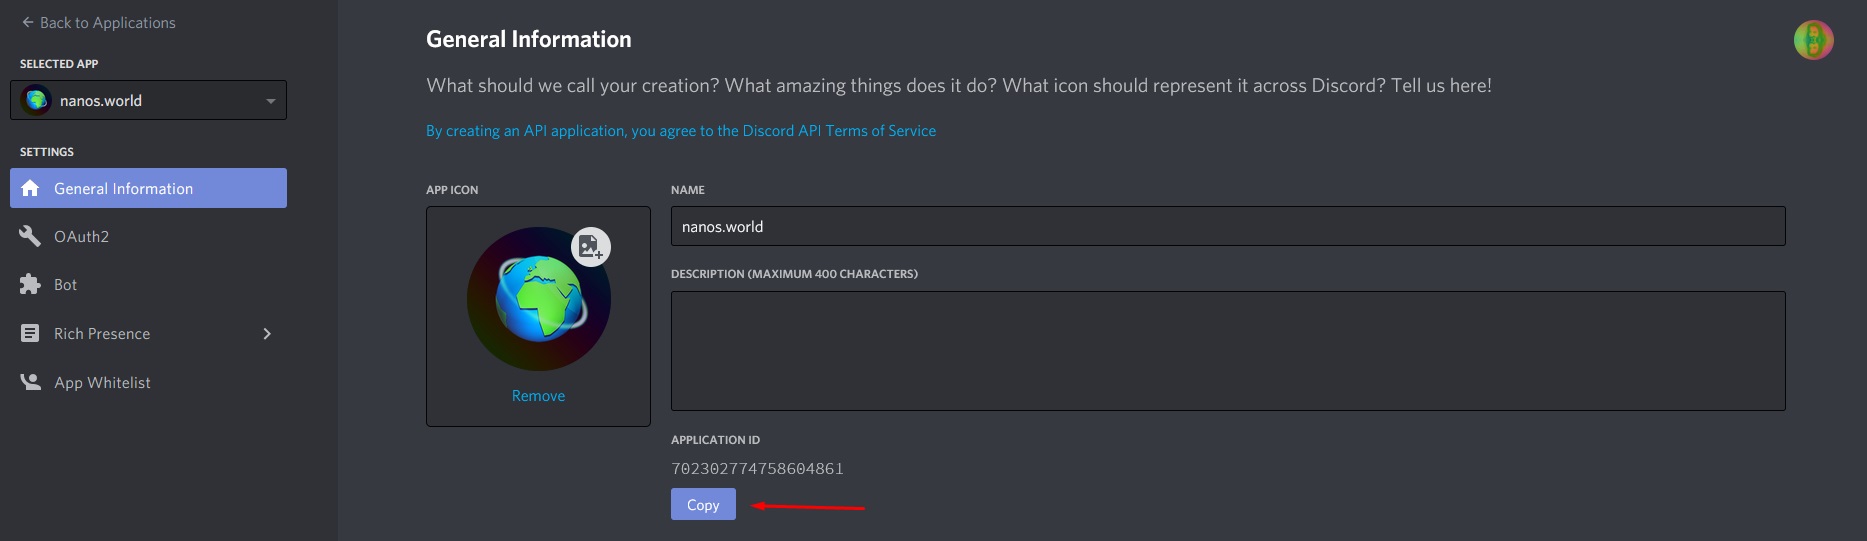 Back to Applications
SELECTED APP
nanos.world
SETTINGS
General Information
OAuth2
Bot
Rich Presence
App Whitelist
General Information
What should we call your creation? What amazing things does it do? What icon should represent it across Discord? Tell us here!
By creating an API application, you agree to the Discord API Terms of Service
APP ICON
Remove
NAME
nanos.world
DESCRIPTION (MAXIMUM 400 CHARACTERS)
APPLICATION ID
702302774758604861
Copy